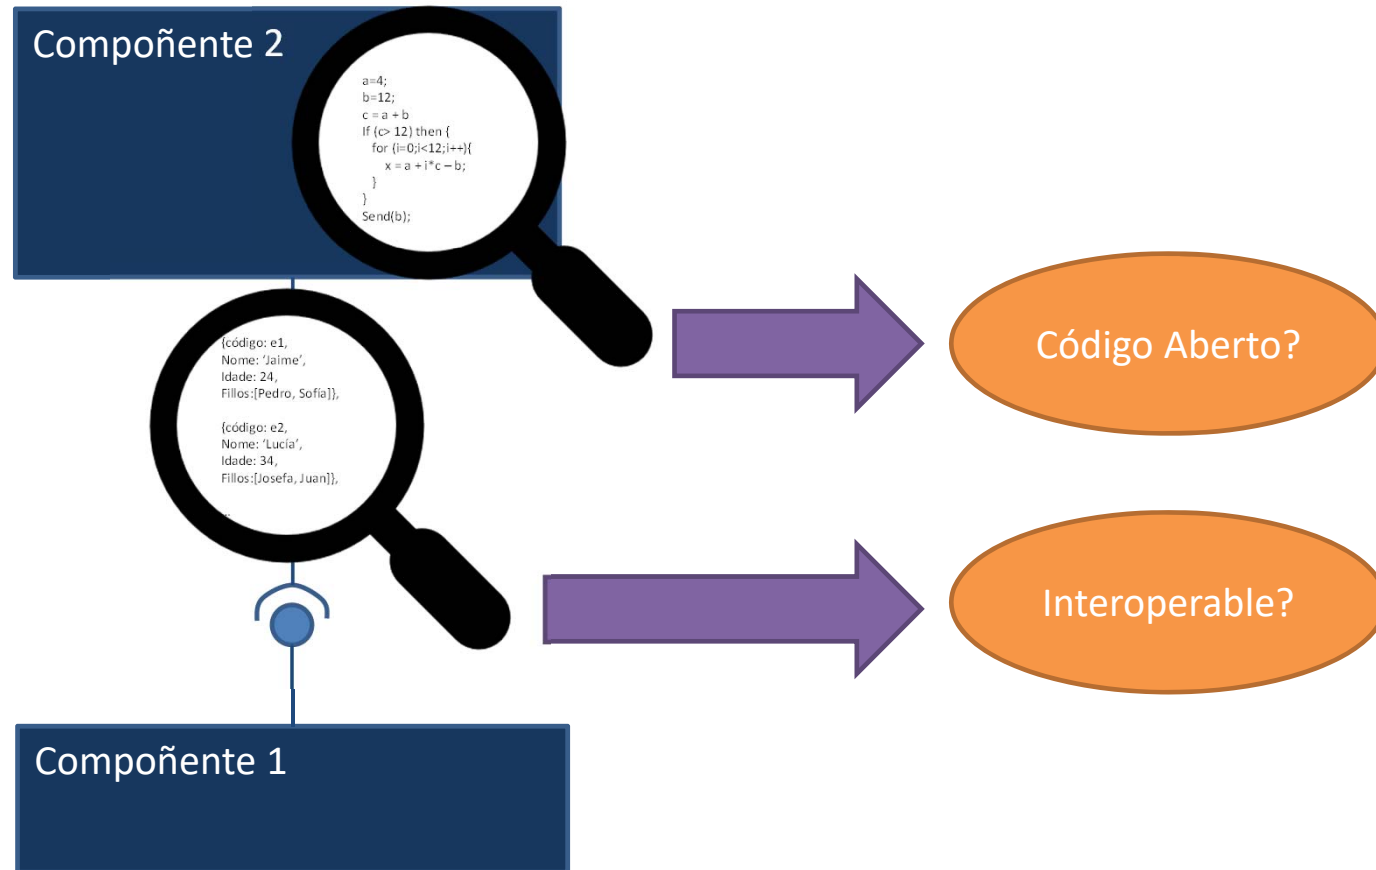 Compoñente 2
a=4;
b=12;
c = a + b
If (c> 12) then {
for (i=0;i<12;i++){
x = a + i*c – b;
}
}
Send(b);
Código Aberto?
{código: e1,
Nome: ‘Jaime’,
Idade: 24,
Fillos:[Pedro, Sofía]},
{código: e2,
Nome: ‘Lucía’,
Idade: 34,
Fillos:[Josefa, Juan]},
Interoperable?
Compoñente 1